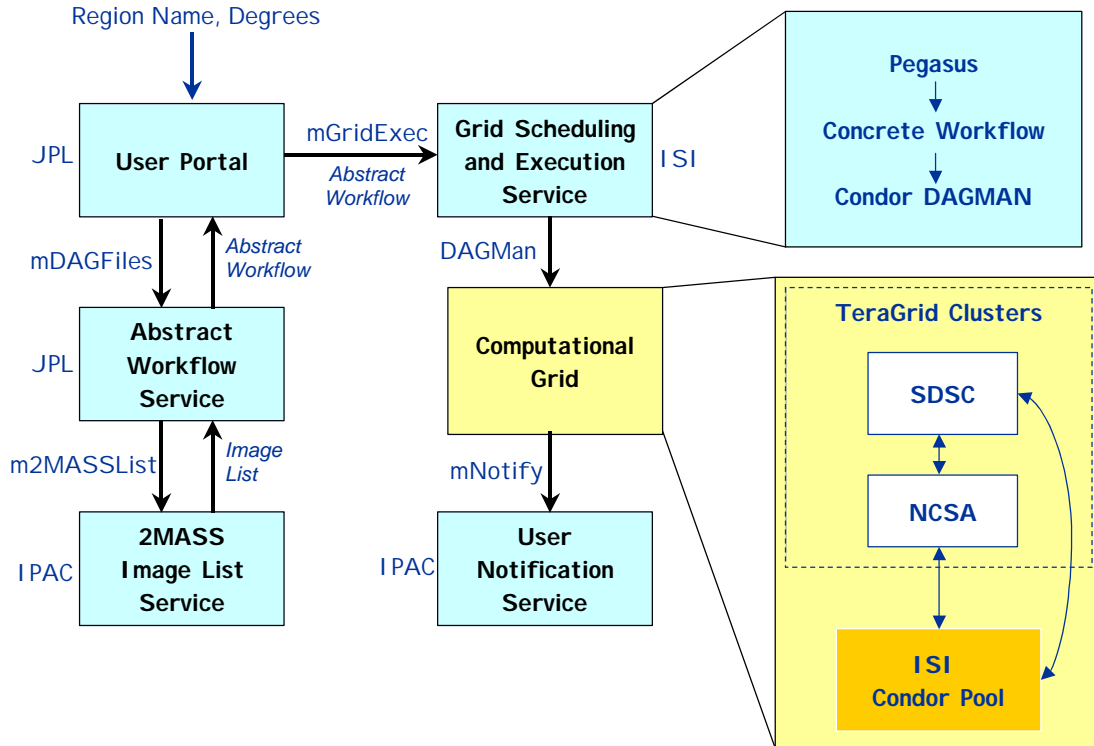 Region Name, Degrees
JPL
User Portal
mGridExec
Abstract
Workflow
Grid Scheduling
and Execution
Service
ISI
Pegasus
Concrete Workflow
Condor DAGMAN
mDAGFiles
Abstract
Workflow
DAGMan
JPL
Abstract
Workflow
Service
Computational
Grid
TeraGrid Clusters
SDSC
NCSA
ISI
Condor Pool
m2MASSList
Image
List
mNotify
IPAC
2MASS
Image List
Service
IPAC
User
Notification
Service